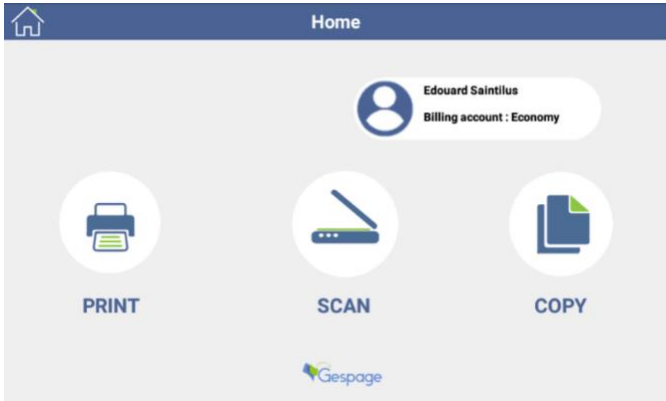 Home
Edouard Saintilus
Billing account : Economy
PRINT
SCAN
COPY
Gespage